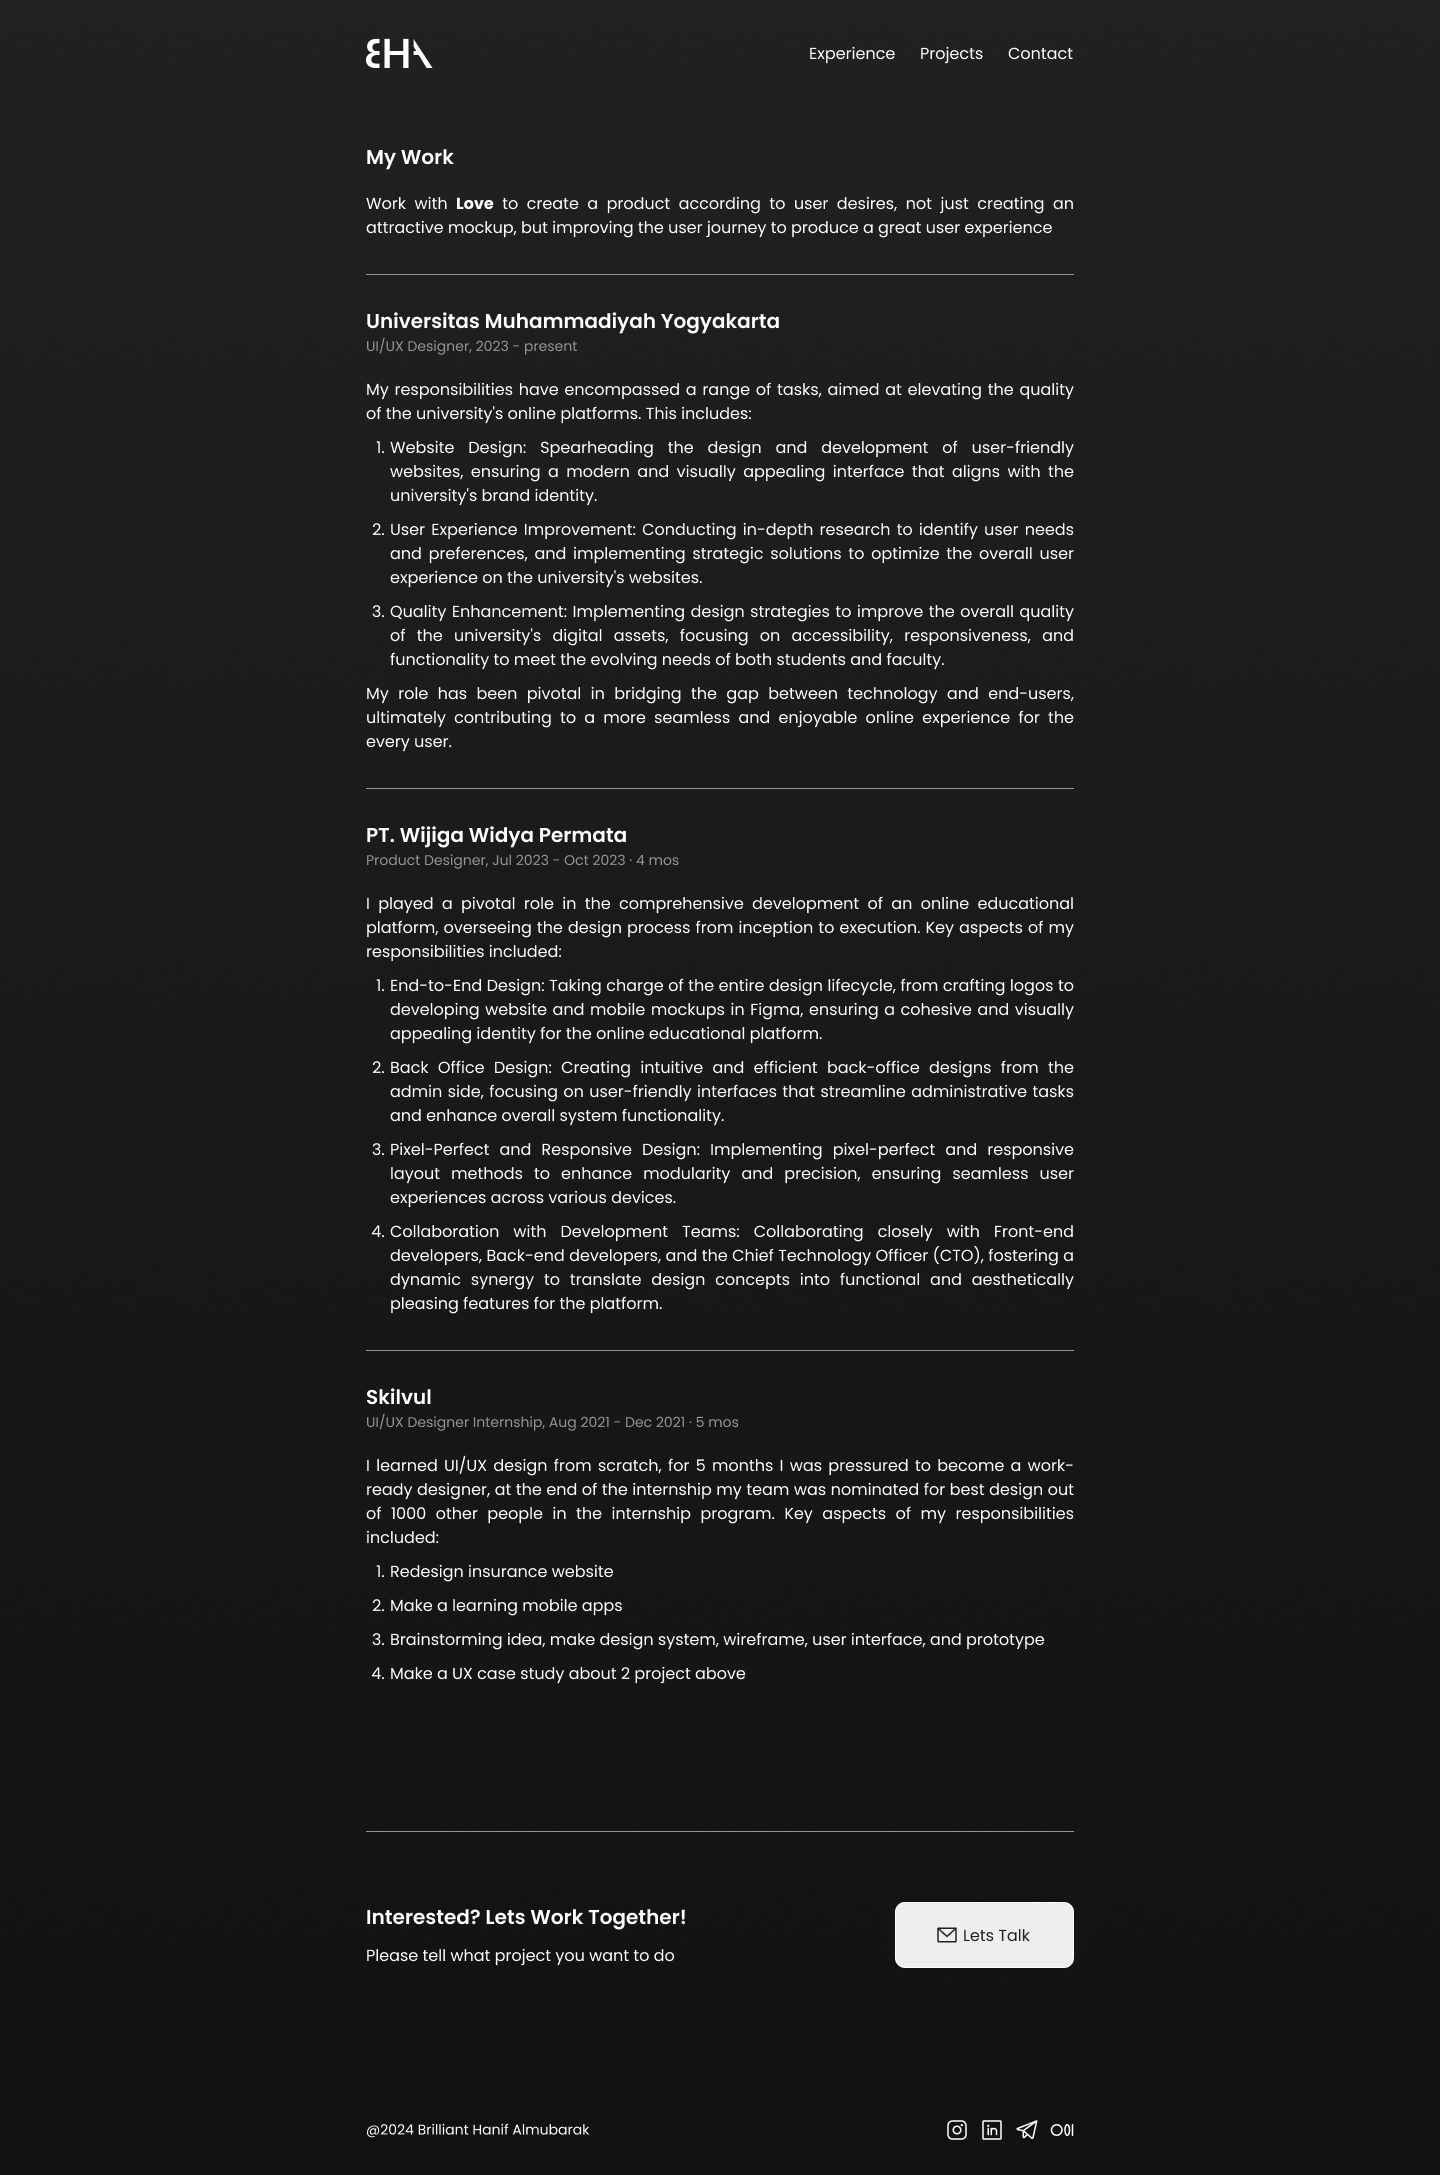 BHA
Experience Projects Contact
My Work
Work with Love to create a product according to user desires, not just creating an
attractive mockup, but improving the user journey to produce a great user experience
Universitas Muhammadiyah Yogyakarta
UI/UX Designer, 2023 - present
My responsibilities have encompassed a range of tasks, aimed at elevating the quality
of the university's online platforms. This includes:
1. Website Design: Spearheading the design and development of user-friendly
websites, ensuring a modern and visually appealing interface that aligns with the
university's brand identity.
2. User Experience Improvement: Conducting in-depth research to identify user needs
and preferences, and implementing strategic solutions to optimize the overall user
experience on the university's websites.
3. Quality Enhancement: Implementing design strategies to improve the overall quality
of the university's digital assets, focusing on accessibility, responsiveness, and
functionality to meet the evolving needs of both students and faculty.
My role has been pivotal in bridging the gap between technology and end-users,
ultimately contributing to a more seamless and enjoyable online experience for the
every user.
PT. Wijiga Widya Permata
Product Designer, Jul 2023 - Oct 2023 · 4 mos
I played a pivotal role in the comprehensive development of an online educational
platform, overseeing the design process from inception to execution. Key aspects of my
responsibilities included:
1. End-to-End Design: Taking charge of the entire design lifecycle, from crafting logos to
developing website and mobile mockups in Figma, ensuring a cohesive and visually
appealing identity for the online educational platform.
2. Back Office Design: Creating intuitive and efficient back-office designs from the
admin side, focusing on user-friendly interfaces that streamline administrative tasks
and enhance overall system functionality.
3. Pixel-Perfect and Responsive Design: Implementing pixel-perfect and responsive
layout methods to enhance modularity and precision, ensuring seamless user
experiences across various devices.
4. Collaboration with Development Teams: Collaborating closely with Front-end
developers, Back-end developers, and the Chief Technology Officer (CTO), fostering a
dynamic synergy to translate design concepts into functional and aesthetically
pleasing features for the platform.
Skilvul
UI/UX Designer Internship, Aug 2021 - Dec 2021 · 5 mos
I learned UI/UX design from scratch, for 5 months I was pressured to become a work-
ready designer, at the end of the internship my team was nominated for best design out
of 1000 other people in the internship program. Key aspects of my responsibilities
included:
1. Redesign insurance website
2. Make a learning mobile apps
3. Brainstorming idea, make design system, wireframe, user interface, and prototype
4. Make a UX case study about 2 project above
Interested? Lets Work Together!
Please tell what project you want to do
Lets Talk
@2024 Brilliant Hanif Almubarak